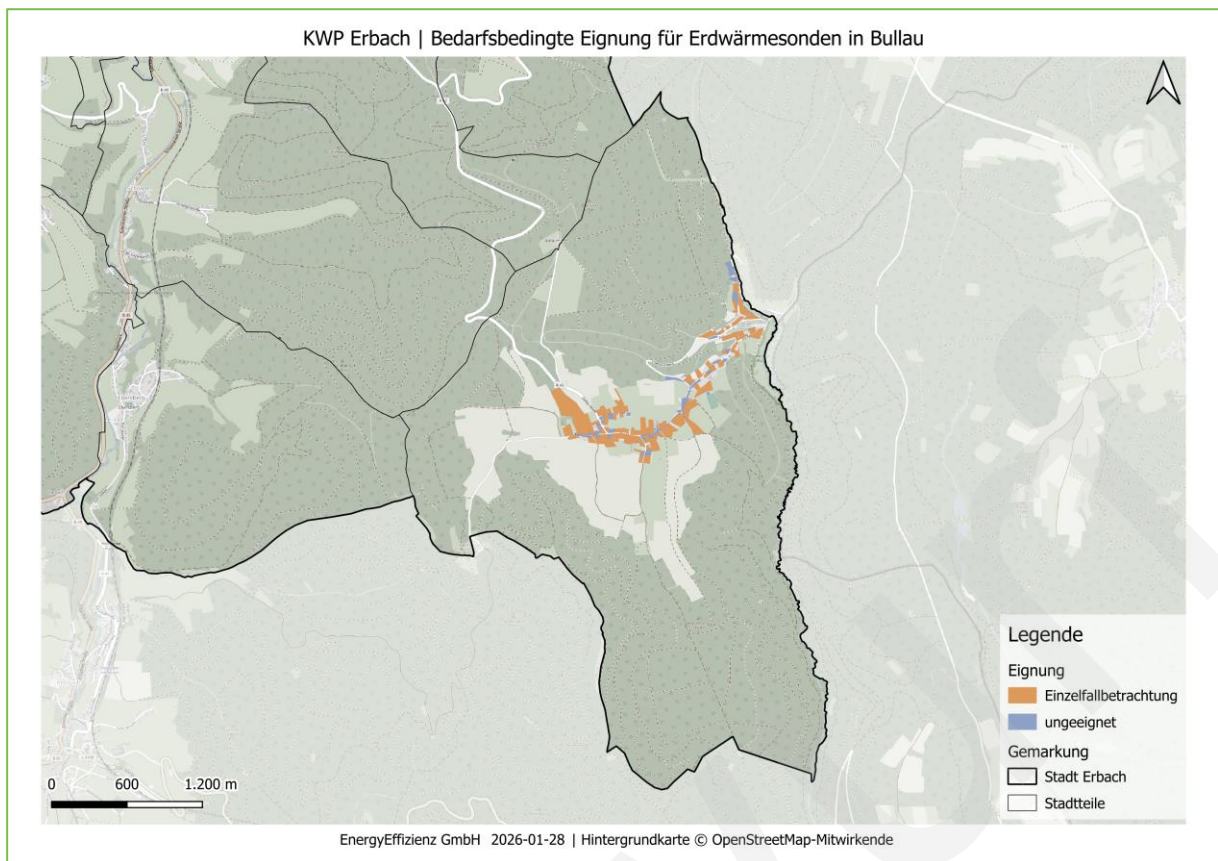 KWP Erbach | Bedarfsbedingte Eignung für Erdwärmesonden in Bullau
Legende
Eignung
Einzelfallbetrachtung
ungeeignet
Gemarkung
Stadt Erbach
Stadtteile
0 600 1.200 m
EnergyEffizienz GmbH 2026-01-28 | Hintergrundkarte © OpenStreetMap-Mitwirkende